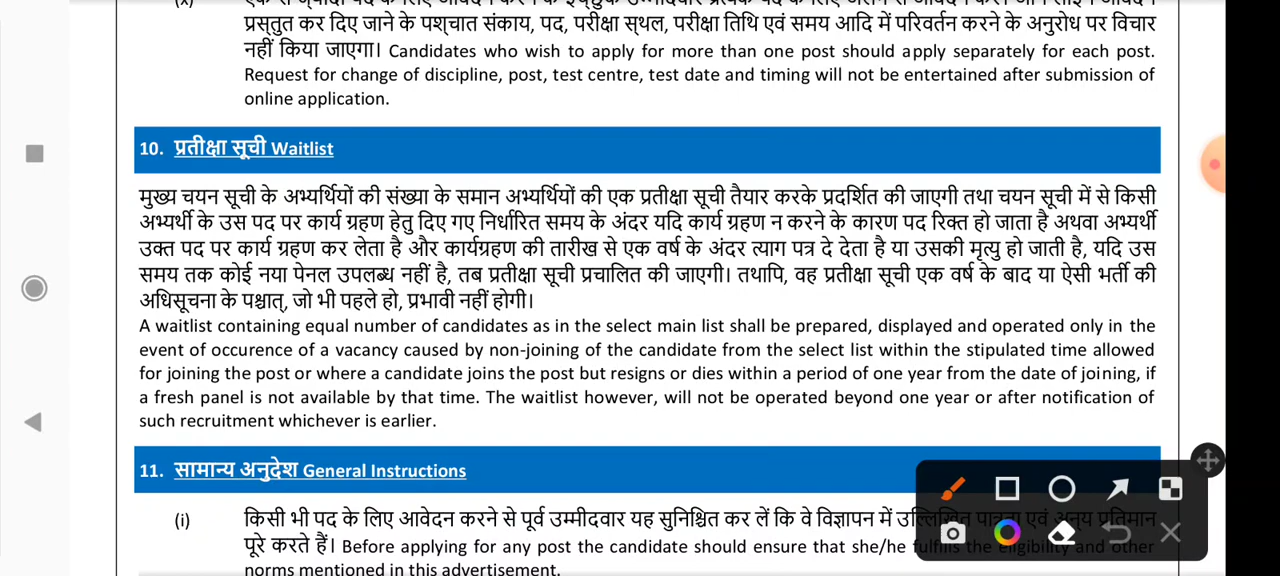 (x)
प्रस्तुत कर दिए जाने के पश्चात संकाय, पद, परीक्षा स्थल, परीक्षा तिथि एवं समय आदि में परिवर्तन करने के अनुरोध पर विचार
नहीं किया जाएगा। Candidates who wish to apply for more than one post should apply separately for each post.
Request for change of discipline, post, test centre, test date and timing will not be entertained after submission of
online application.
10. प्रतीक्षा सूची Waitlist
मुख्य चयन सूची के अभ्यर्थियों की संख्या के समान अभ्यर्थियों की एक प्रतीक्षा सूची तैयार करके प्रदर्शित की जाएगी तथा चयन सूची में से किसी
अभ्यर्थी के उस पद पर कार्य ग्रहण हेतु दिए गए निर्धारित समय के अंदर यदि कार्य ग्रहण न करने के कारण पद रिक्त हो जाता है अथवा अभ्यर्थी
उक्त पद पर कार्य ग्रहण कर लेता है और कार्यग्रहण की तारीख से एक वर्ष के अंदर त्याग पत्र दे देता है या उसकी मृत्यु हो जाती है, यदि उस
समय तक कोई नया पेनल उपलब्ध नहीं है, तब प्रतीक्षा सूची प्रचालित की जाएगी। तथापि, वह प्रतीक्षा सूची एक वर्ष के बाद या ऐसी भर्ती की
अधिसूचना के पश्चात्, जो भी पहले हो, प्रभावी नहीं होगी।
A waitlist containing equal number of candidates as in the select main list shall be prepared, displayed and operated only in the
event of occurence of a vacancy caused by non-joining of the candidate from the select list within the stipulated time allowed
for joining the post or where a candidate joins the post but resigns or dies within a period of one year from the date of joining, if
a fresh panel is not available by that time. The waitlist however, will not be operated beyond one year or after notification of
such recruitment whichever is earlier.
11. सामान्य अनुदेश General Instructions
(i) किसी भी पद के लिए आवेदन करने से पूर्व उम्मीदवार यह सुनिश्चित कर लें कि वे विज्ञापन में उल्लिखित पात्रता एवं अन्य प्रतिमान
पूरे करते हैं। Before applying for any post the candidate should ensure that she/he fulfills the eligibility and other
norms mentioned in this advertisement.